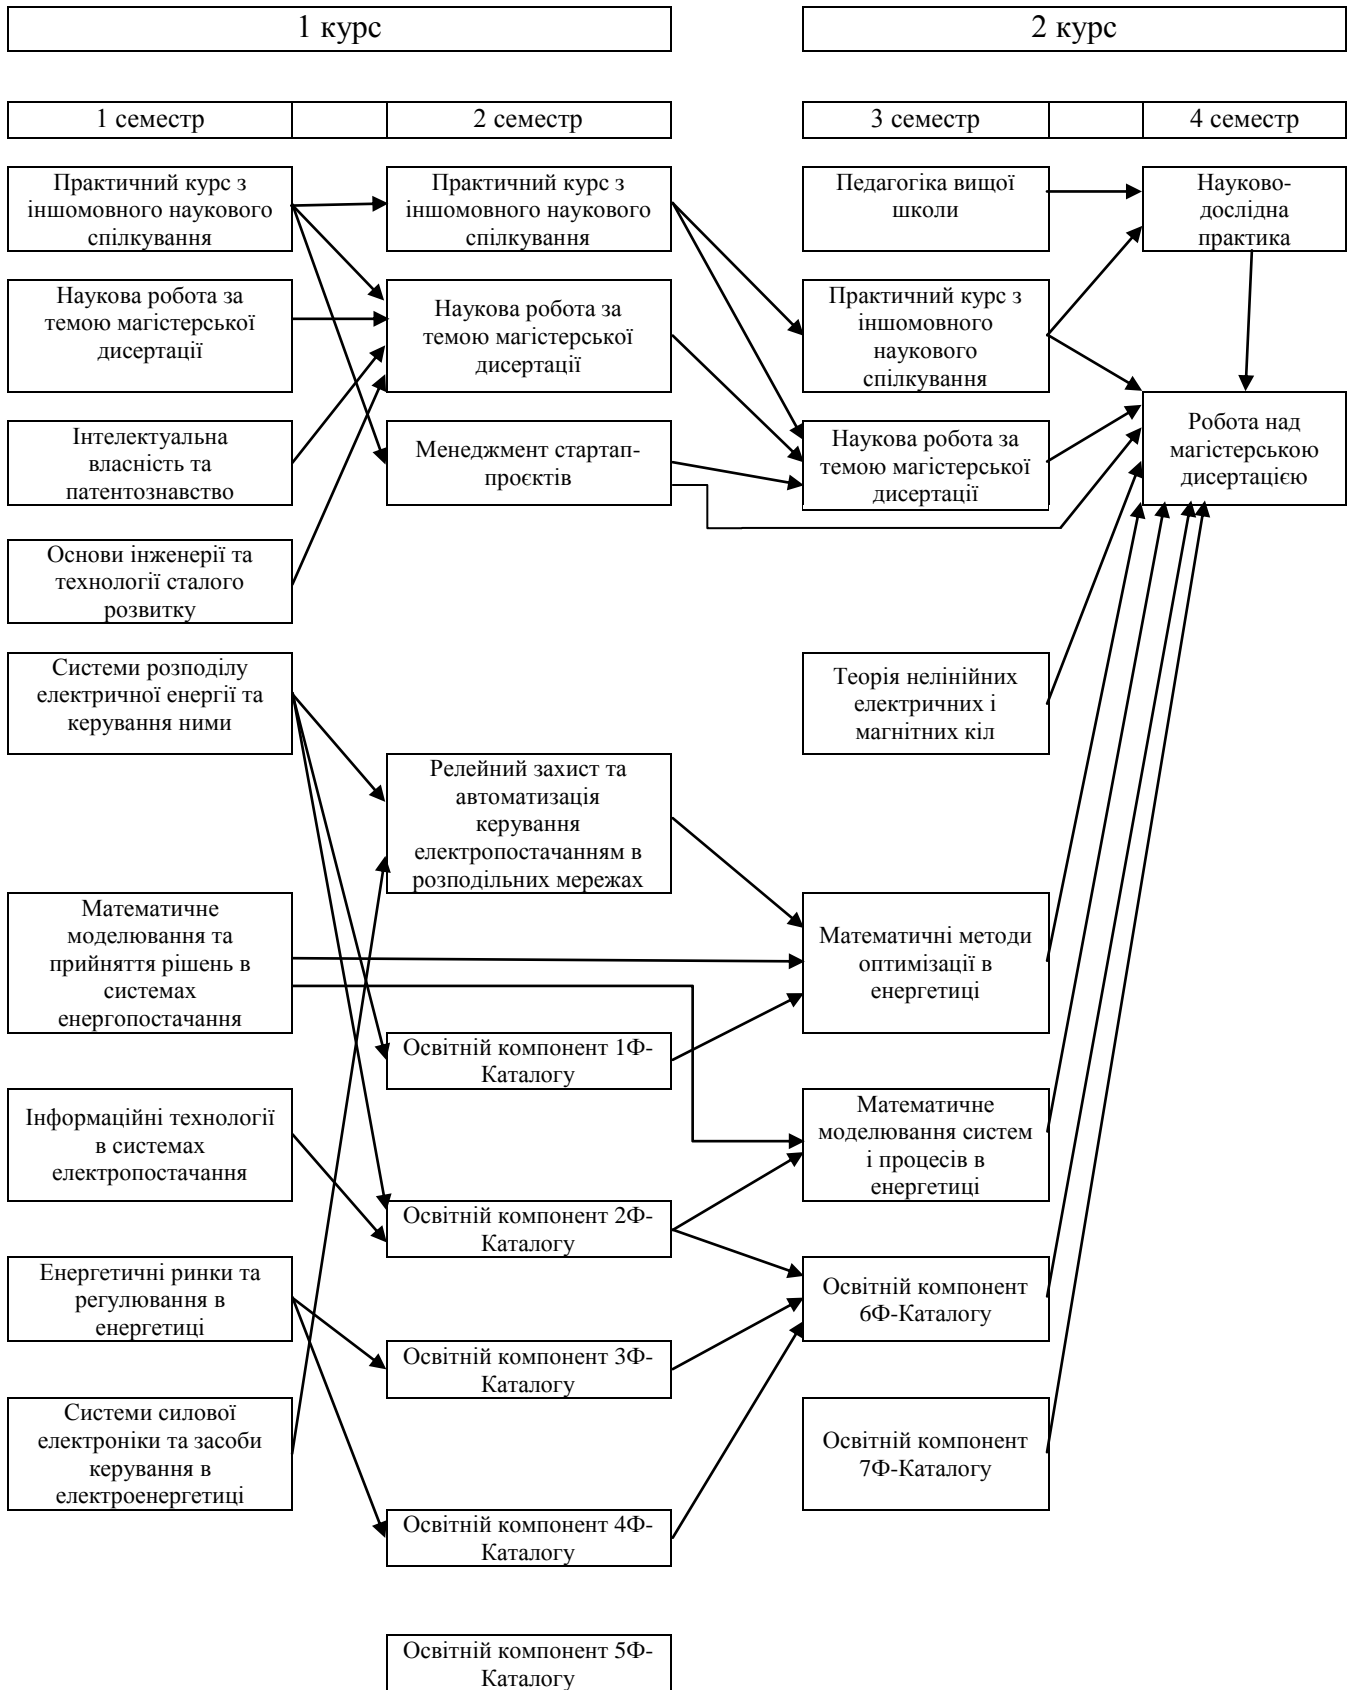 1 курс
2 курс
1 семестр
2 семестр
3 семестр
4 семестр
Практичний курс з
іншомовного наукового
спілкування
Практичний курс з
іншомовного наукового
спілкування
Педагогіка вищої
школи
Науково-
дослідна
практика
Наукова робота за
темою магістерської
дисертації
Наукова робота за
темою магістерської
дисертації
Практичний курс з
іншомовного
наукового
спілкування
Інтелектуальна
власність та
патентознавство
Менеджмент стартап-
проєктів
Наукова робота за
темою магістерської
дисертації
Робота над
магістерською
дисертацією
Основи інженерії та
технології сталого
розвитку
Системи розподілу
електричної енергії та
керування ними
Теорія нелінійних
електричних і
магнітних кіл
Релейний захист та
автоматизація
керування
електропостачанням в
розподільних мережах
Математичне
моделювання та
прийняття рішень в
системах
енергопостачання
Математичні методи
оптимізації в
енергетиці
Освітній компонент 1Ф-
Каталогу
Інформаційні технології
в системах
електропостачання
Математичне
моделювання систем
і процесів в
енергетиці
Освітній компонент 2Ф-
Каталогу
Енергетичні ринки та
регулювання в
енергетиці
Освітній компонент
6Ф-Каталогу
Освітній компонент 3Ф-
Каталогу
Системи силової
електроніки та засоби
керування в
електроенергетиці
Освітній компонент
7Ф-Каталогу
Освітній компонент 4Ф-
Каталогу
Освітній компонент 5Ф-
Каталогу